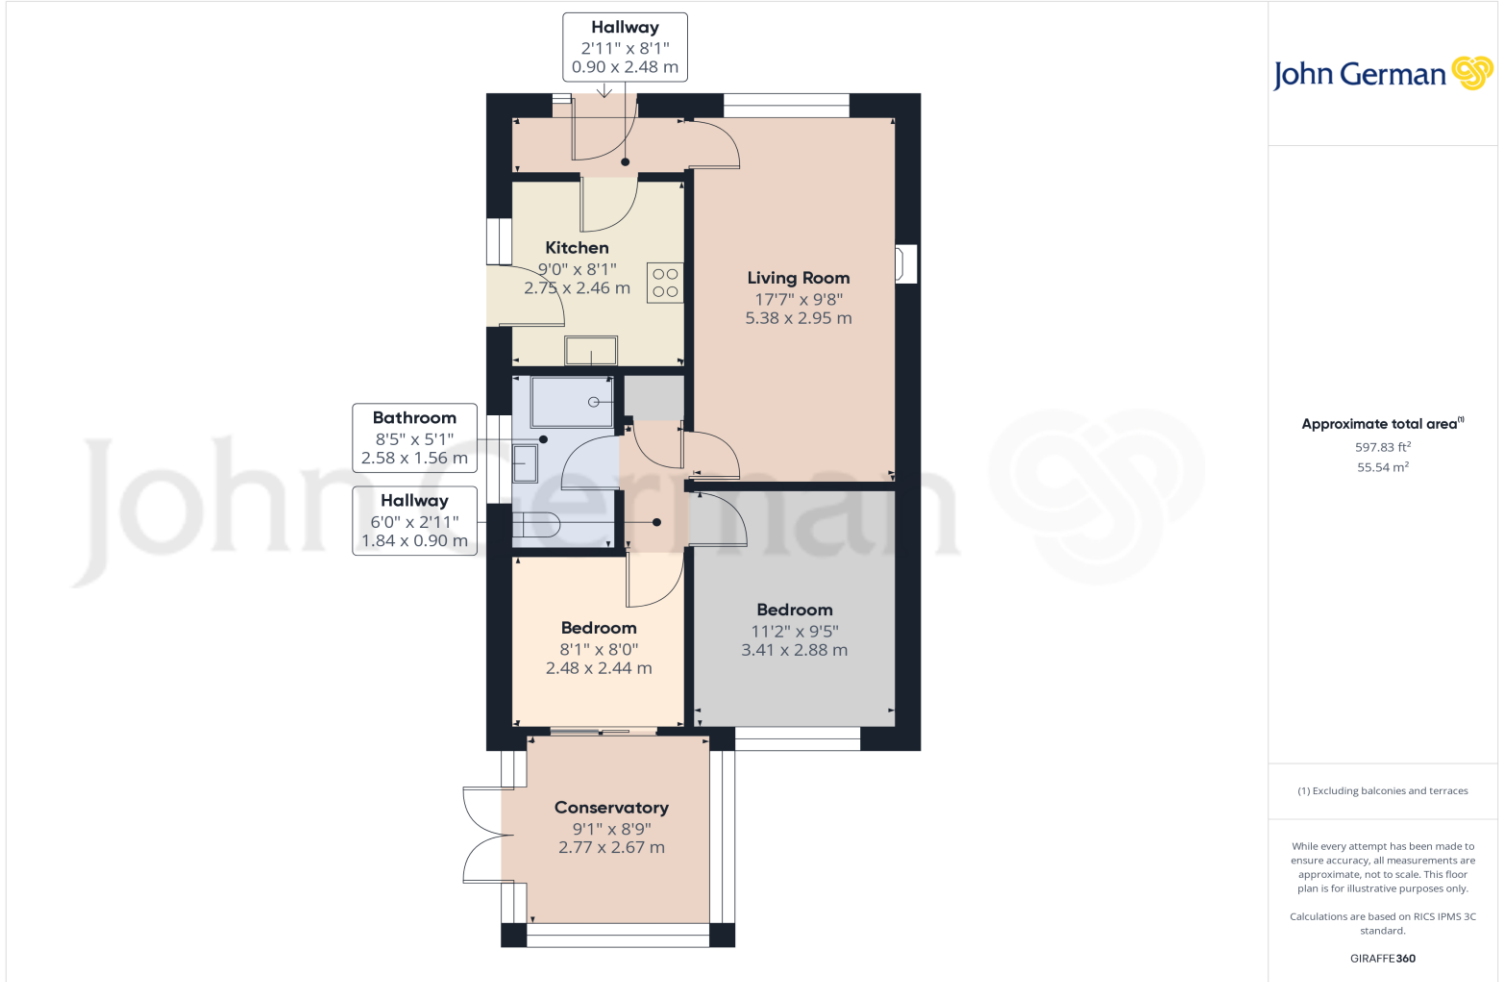 Hallway
2'11" x 8'1"
0.90 x 2.48 m
John German
Kitchen
9'0" x 8'1"
2.75 x 2.46 m
Living Room
17'7" x 9'8"
5.38 x 2.95 m
Bathroom
8'5" x 5'1"
2.58 x 1.56 m
Hallway
6'0" x 2'11"
1.84 x 0.90 m
John German
Bedroom
8'1" x 8'0"
2.48 x 2.44 m
Bedroom
11'2" x 9'5"
3.41 x 2.88 m
Conservatory
9'1" x 8'9"
2.77 x 2.67 m
Approximate total area⁽¹⁾
597.83 ft²
55.54 m²
(1) Excluding balconies and terraces
While every attempt has been made to
ensure accuracy, all measurements are
approximate, not to scale. This floor
plan is for illustrative purposes only.
Calculations are based on RICS IPMS 3C
standard.
GIRAFFE360